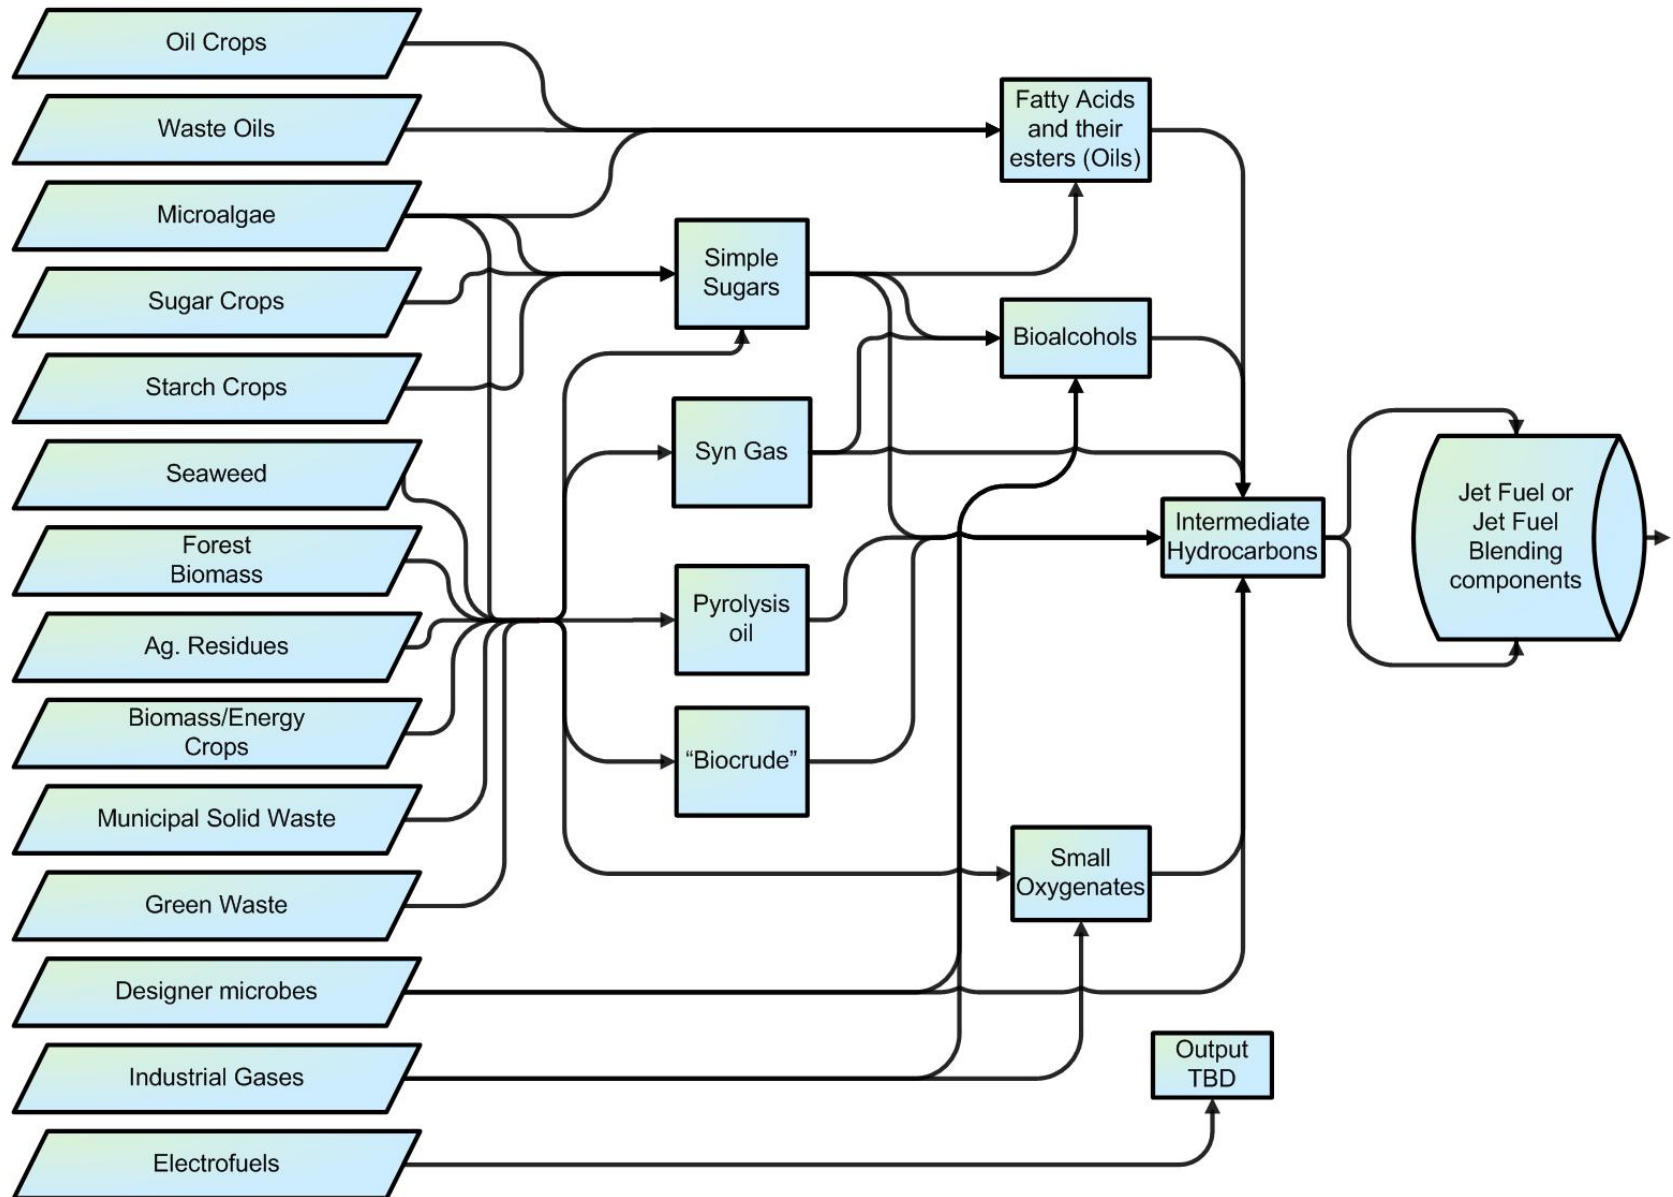 Oil Crops
Waste Oils
Microalgae
Sugar Crops
Starch Crops
Seaweed
Forest
Biomass
Ag. Residues
Biomass/Energy
Crops
Municipal Solid Waste
Green Waste
Designer microbes
Industrial Gases
Electrofuels
Simple
Sugars
Syn Gas
Pyrolysis
oil
“Biocrude”
Fatty Acids
and their
esters (Oils)
Bioalcohols
Small
Oxygenates
Intermediate
Hydrocarbons
Output
TBD
Jet Fuel or
Jet Fuel
Blending
components